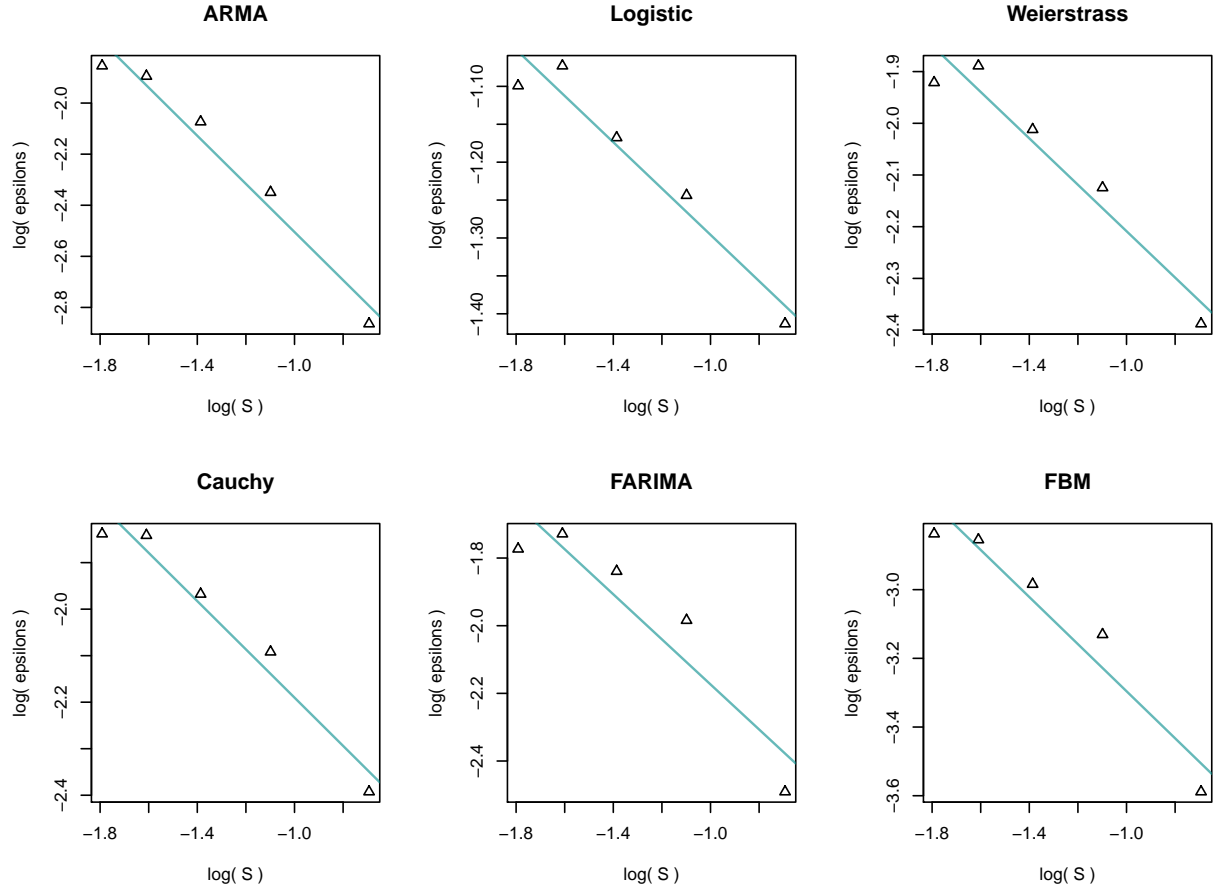 ARMA
log( epsilons )
−2.0
−2.2
−2.4
−2.6
−2.8
−1.8 −1.4 −1.0
log( S )
Logistic
log( epsilons )
−1.10
−1.20
−1.30
−1.40
−1.8 −1.4 −1.0
log( S )
Weierstrass
log( epsilons )
−1.9
−2.0
−2.1
−2.2
−2.3
−2.4
−1.8 −1.4 −1.0
log( S )
Cauchy
log( epsilons )
−2.0
−2.2
−2.4
−1.8 −1.4 −1.0
log( S )
FARIMA
log( epsilons )
−1.8
−2.0
−2.2
−2.4
−1.8 −1.4 −1.0
log( S )
FBM
log( epsilons )
−3.0
−3.2
−3.4
−3.6
−1.8 −1.4 −1.0
log( S )